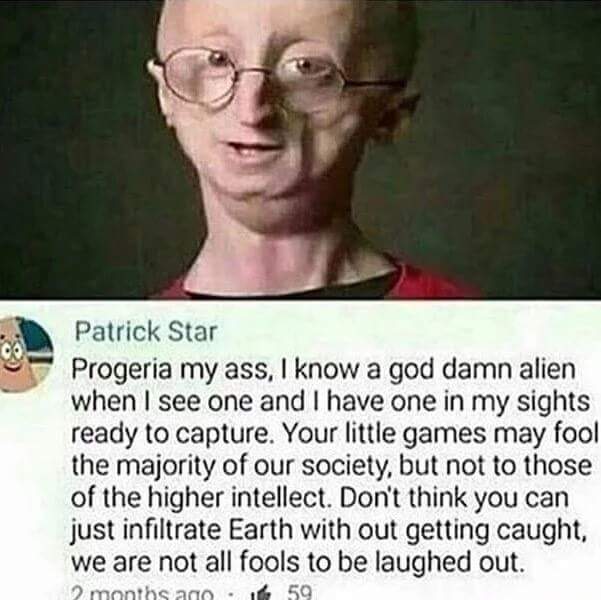 Patrick Star
Progeria my ass, I know a god damn alien
when I see one and I have one in my sights
ready to capture. Your little games may fool
the majority of our society, but not to those
of the higher intellect. Don't think you can
just infiltrate Earth with out getting caught,
we are not all fools to be laughed out.
2 months ago · 59